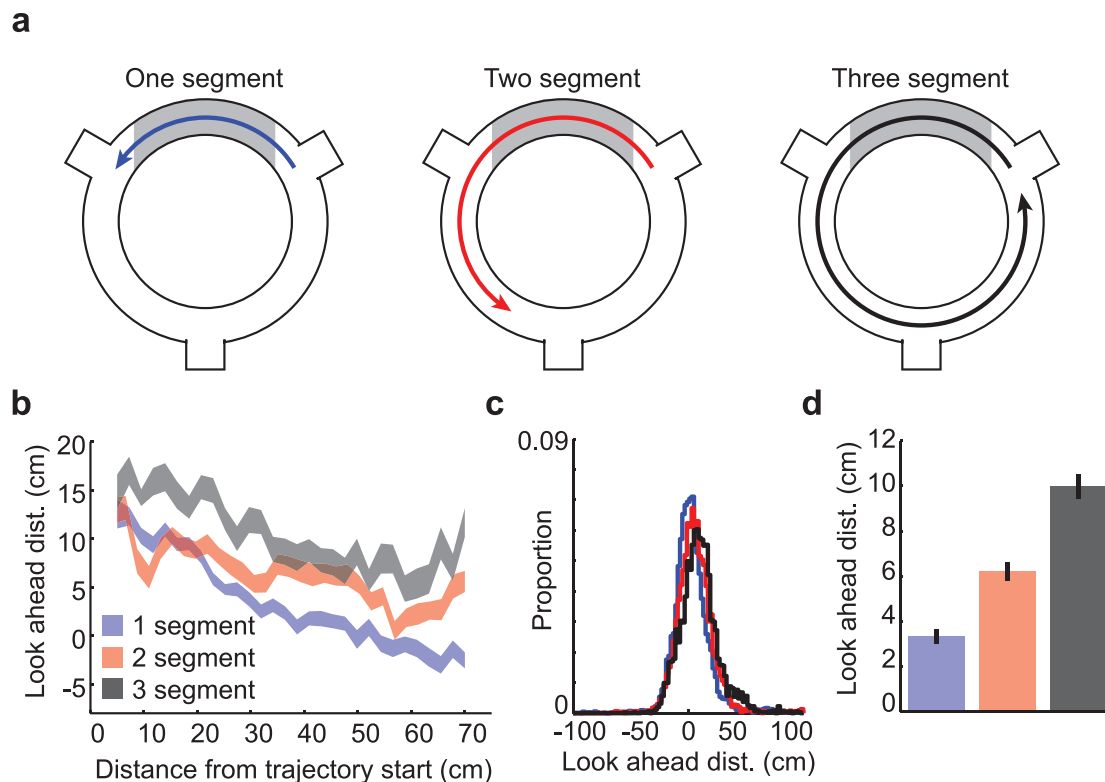 a
One segment
Two segment
Three segment
b
Look ahead dist. (cm)
20
15
10
5
0
-5
1 segment
2 segment
3 segment
0 10 20 30 40 50 60 70
Distance from trajectory start (cm)
c
Proportion
0.09
0
-100 -50 0 50 100
Look ahead dist. (cm)
d
Look ahead dist. (cm)
12
10
8
6
4
2
0